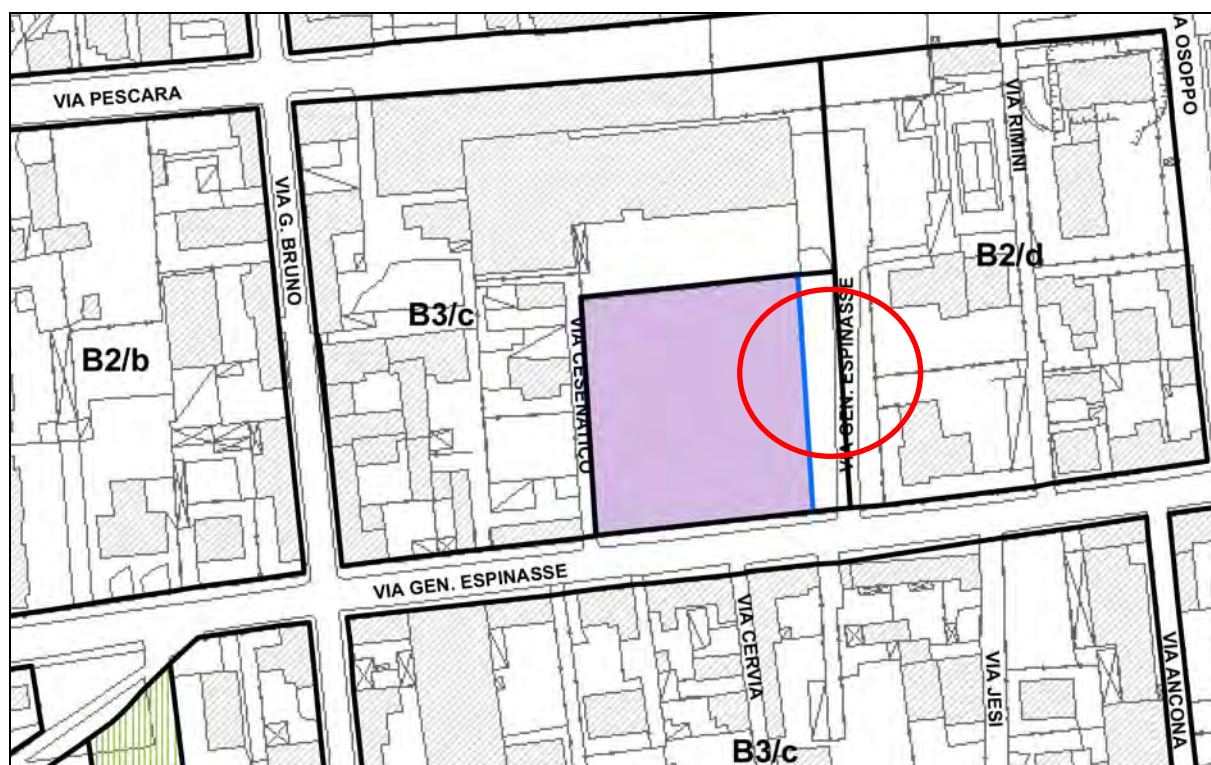 VIA PESCARA
VIA G. BRUNO
VIA RIMINI
VIA OSOPPO
B2/d
B3/c
B2/b
VIA CESENATICO
VIA GEN. ESPINASSE
VIA GEN. ESPINASSE
VIA CERVIA
VIA JESI
VIA ANCONA
B3/c